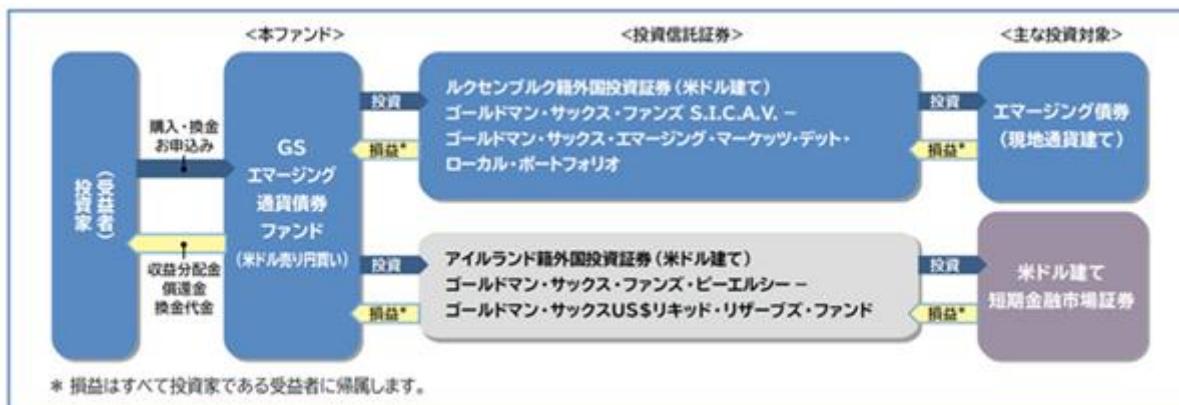 <本ファンド>
<投資信託証券>
<主な投資対象>
投資家
(受益者)
購入・換金
お申込み
収益分配金
償還金
換金代金
GS
エマージング
通貨債券
ファンド
(米ドル売り円買い)
投資
損益*
ルクセンブルク籍外国投資証券(米ドル建て)
ゴールドマン・サックス・ファンズ S.I.C.A.V. −
ゴールドマン・サックス・エマージング・マーケッツ・デット・
ローカル・ポートフォリオ
投資
損益*
エマージング債券
(現地通貨建て)
投資
損益*
アイルランド籍外国投資証券(米ドル建て)
ゴールドマン・サックス・ファンズ・ピーエルシー −
ゴールドマン・サックスUS$リキッド・リザーブズ・ファンド
投資
損益*
米ドル建て
短期金融市場証券
* 損益はすべて投資家である受益者に帰属します。